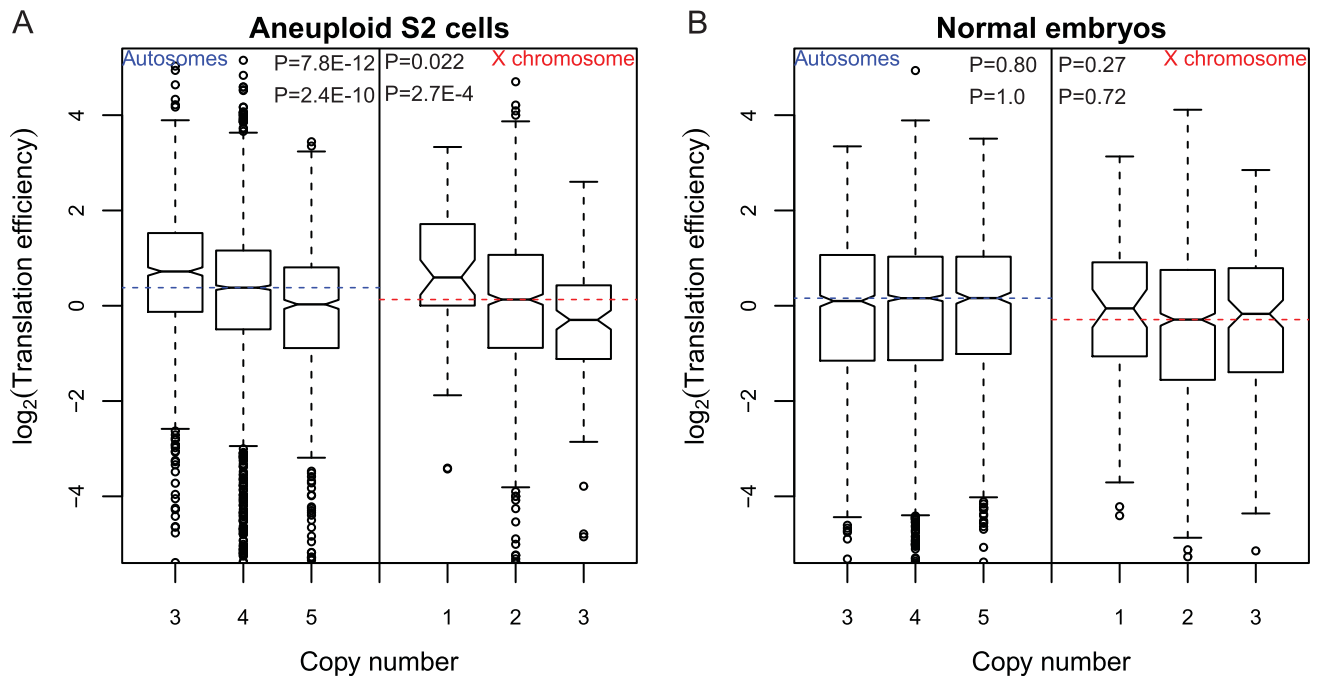 A
Aneuploid S2 cells
Autosomes
P=7.8E-12
P=0.022
X chromosome
P=2.4E-10
P=2.7E-4
log2(Translation efficiency)
4
2
0
−2
−4
3
4
5
1
2
3
Copy number
B
Normal embryos
Autosomes
P=0.80
P=0.27
X chromosome
P=1.0
P=0.72
log2(Translation efficiency)
4
2
0
−2
−4
3
4
5
1
2
3
Copy number